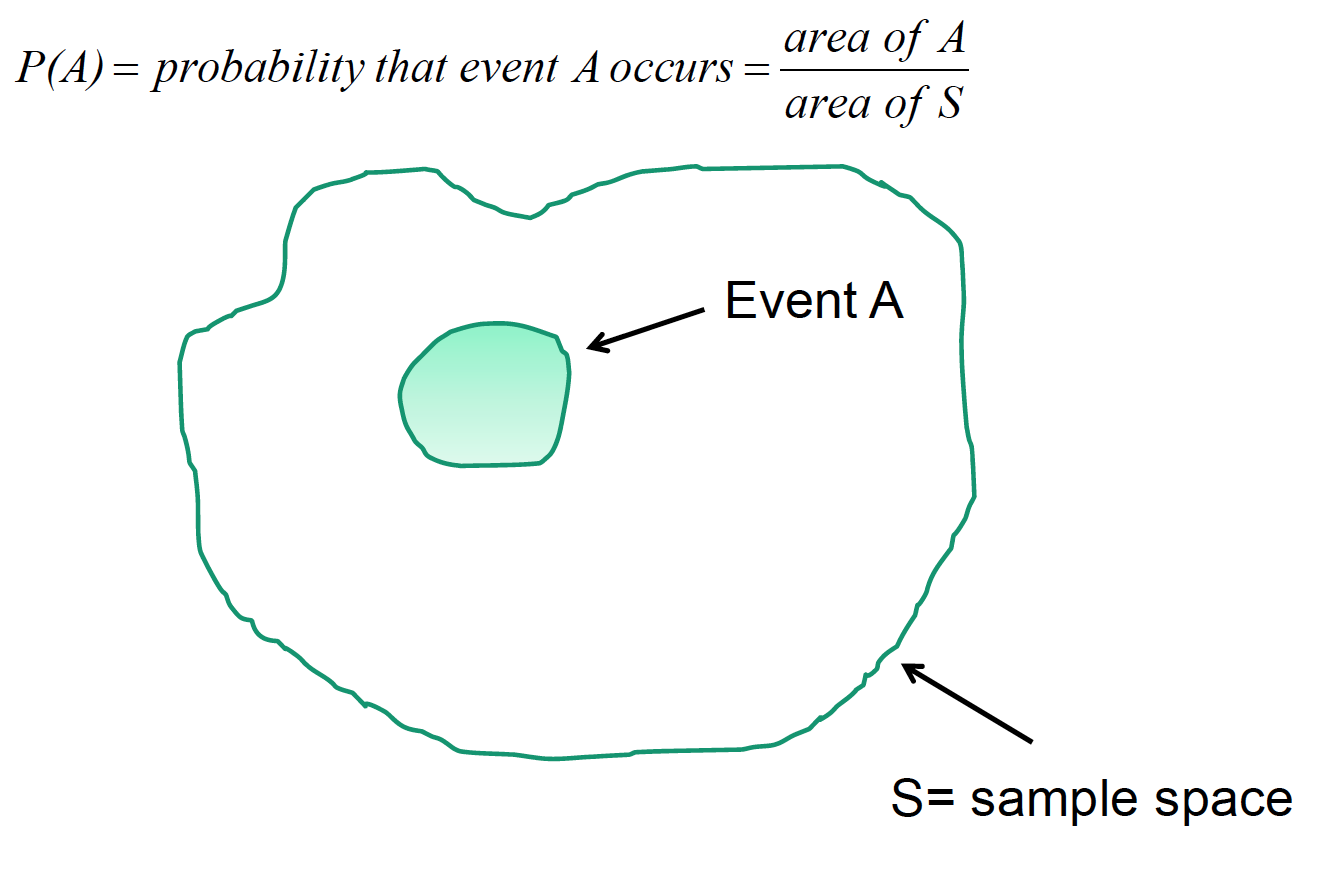 P(A) = probability that event A occurs = area of A / area of S
Event A
S= sample space